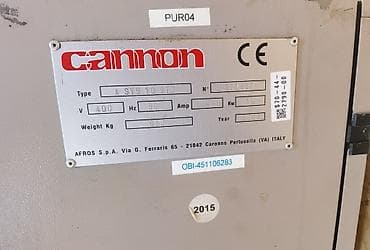 PUR04
cannon CE
Type N°
V 400 Hz Amp Kw
Weight Kg Year
AFROS S.p.A. Via G. Ferraris 65 - 21042 Caronno Pertusella (VA) ITALY
OBI-451106283
2015